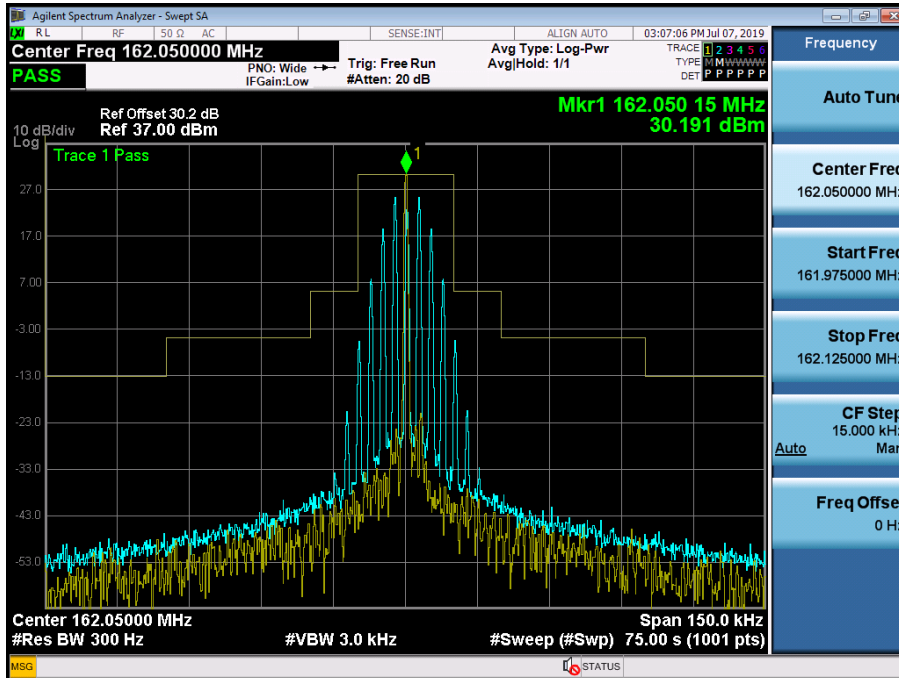 Agilent Spectrum Analyzer - Swept SA
LXI RL RF 50 Ω AC SENSE:INT ALIGN AUTO 03:07:06 PM Jul 07, 2019
Center Freq 162.050000 MHz
PASS
PNO: Wide
IFGain:Low
Trig: Free Run
#Atten: 20 dB
Avg Type: Log-Pwr
Avg|Hold: 1/1
TRACE 1 2 3 4 5 6
TYPE M M W W W W
DET P P P P P P
Ref Offset 30.2 dB
10 dB/div Ref 37.00 dBm
Log
Mkr1 162.050 15 MHz
30.191 dBm
Trace 1 Pass
1
27.0
17.0
7.00
-3.00
-13.0
-23.0
-33.0
-43.0
-53.0
Center 162.05000 MHz Span 150.0 kHz
#Res BW 300 Hz #VBW 3.0 kHz #Sweep (#Swp) 75.00 s (1001 pts)
MSG STATUS
Frequency
Auto Tune
Center Freq
162.050000 MHz
Start Freq
161.975000 MHz
Stop Freq
162.125000 MHz
CF Step
15.000 kHz
Auto Man
Freq Offset
0 Hz